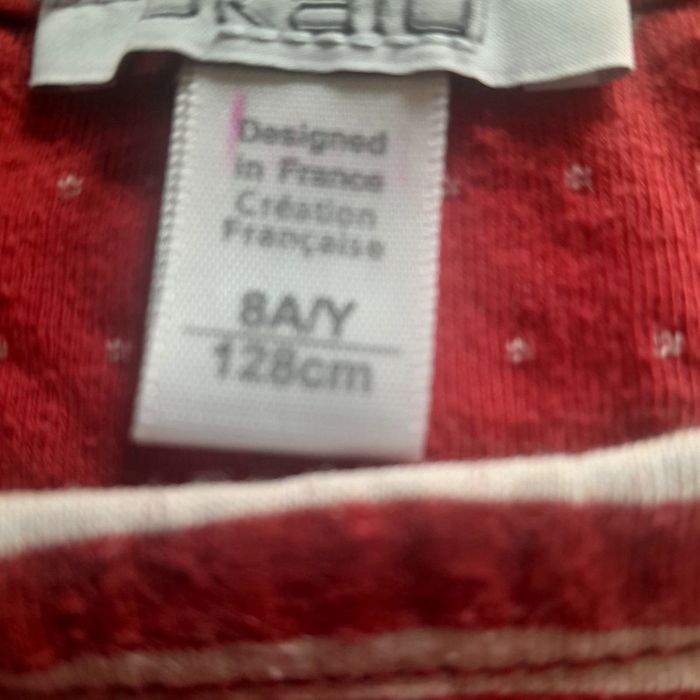 Designed
in France
Création
Française
8A/Y
128cm